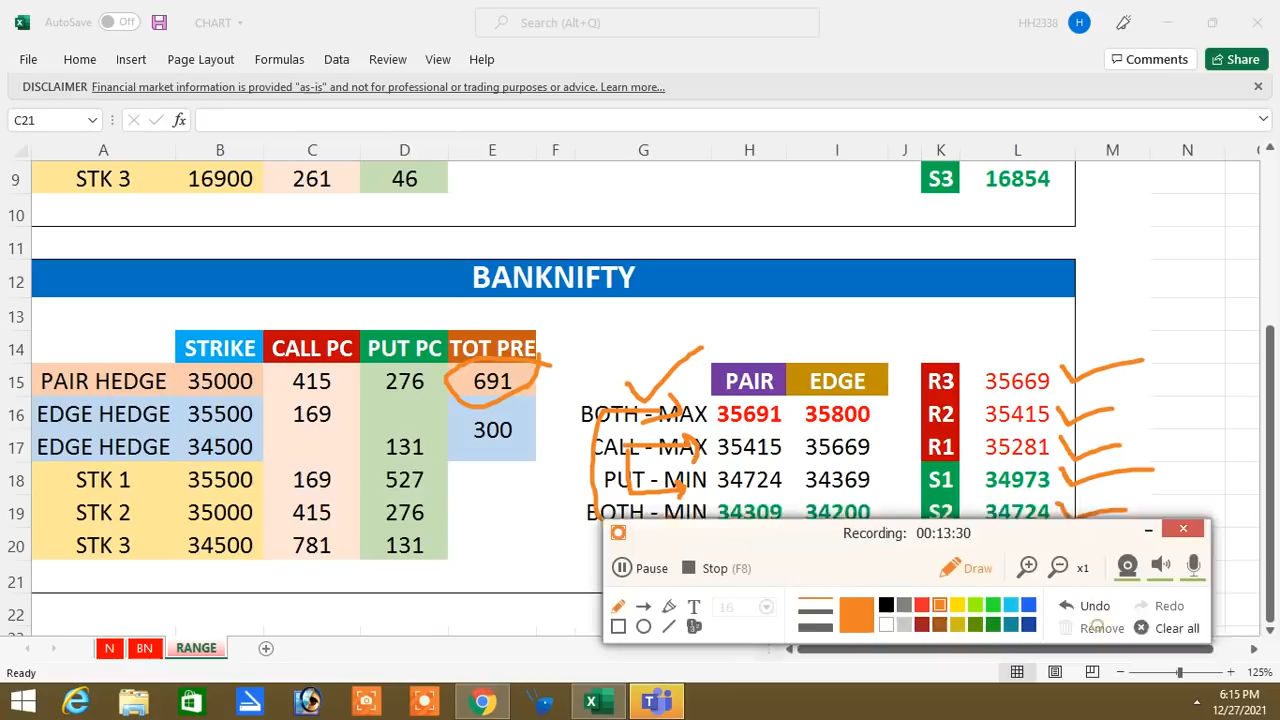 AutoSave Off CHART Search (Alt+Q) HH2338 H
File Home Insert Page Layout Formulas Data Review View Help Comments Share
DISCLAIMER Financial market information is provided "as-is" and not for professional or trading purposes or advice. Learn more...
C21 fx
A B C D E F G H I J K L M N
9 STK 3 16900 261 46 S3 16854
10
11
12 BANKNIFTY
13
14 STRIKE CALL PC PUT PC TOT PRE
15 PAIR HEDGE 35000 415 276 691 PAIR EDGE R3 35669
16 EDGE HEDGE 35500 169 300 BOTH - MAX 35691 35800 R2 35415
17 EDGE HEDGE 34500 131 CALL - MAX 35415 35669 R1 35281
18 STK 1 35500 169 527 PUT - MIN 34724 34369 S1 34973
19 STK 2 35000 415 276 BOTH - MIN 34309 34200 S2 34724
20 STK 3 34500 781 131
21
22
Recording: 00:13:30
Pause Stop (F8) Draw x1
T 16 Undo Redo
Remove Clear all
N BN RANGE
Ready 125%
6:15 PM
12/27/2021